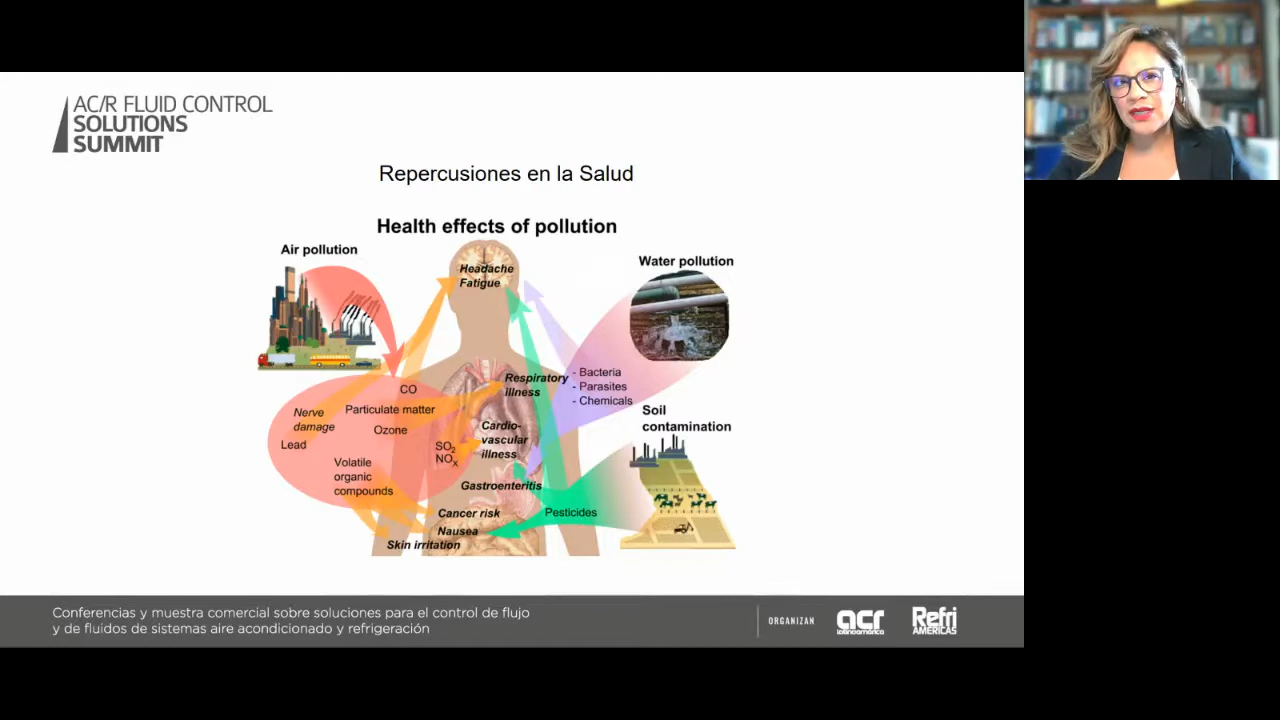 AC/R FLUID CONTROL
SOLUTIONS
SUMMIT
Repercusiones en la Salud
Health effects of pollution
Air pollution
Water pollution
Headache
Fatigue
CO
Particulate matter
Nerve
damage
Ozone
Lead
SO2
NOx
Volatile
organic
compounds
Respiratory
illness
- Bacteria
- Parasites
- Chemicals
Soil
contamination
Cardio-
vascular
illness
Gastroenteritis
Pesticides
Cancer risk
Nausea
Skin irritation
Conferencias y muestra comercial sobre soluciones para el control de flujo
y de fluidos de sistemas aire acondicionado y refrigeración
ORGANIZAN
acr
latinoamérica
Refri
AMERICAS